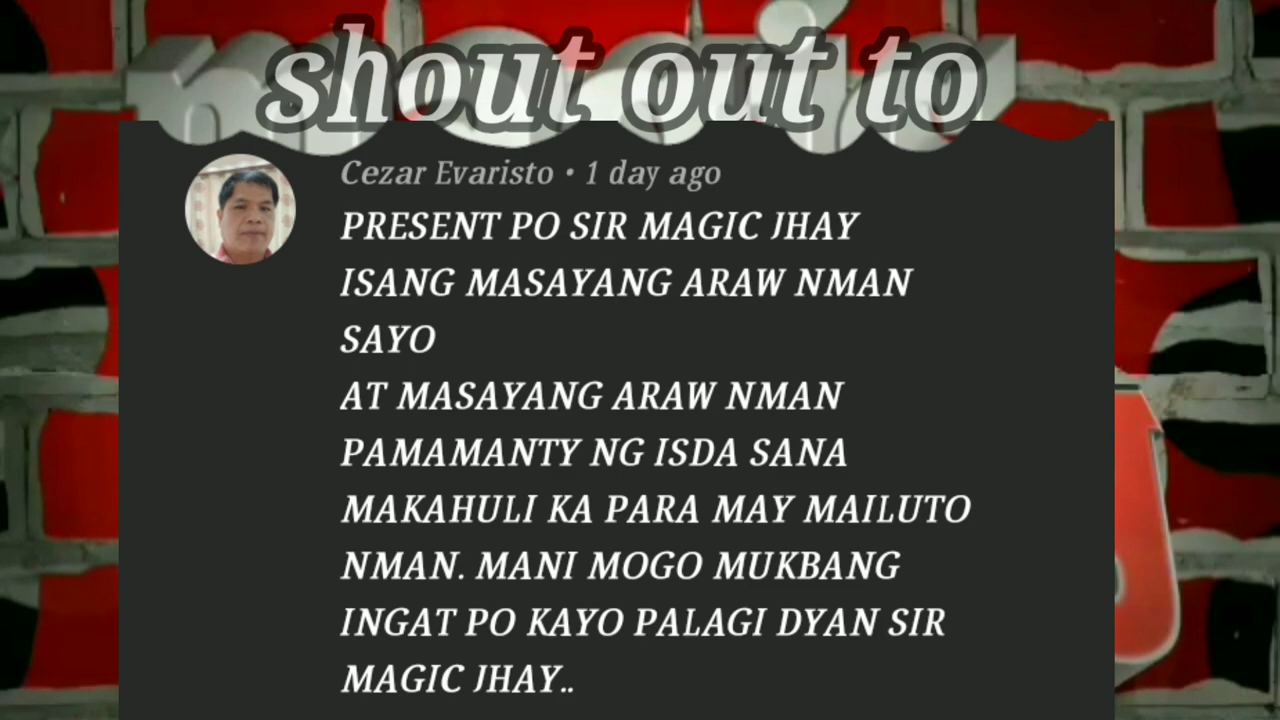 shout out to
Cezar Evaristo • 1 day ago
PRESENT PO SIR MAGIC JHAY
ISANG MASAYANG ARAW NMAN
SAYO
AT MASAYANG ARAW NMAN
PAMAMANTY NG ISDA SANA
MAKAHULI KA PARA MAY MAILUTO
NMAN. MANI MOGO MUKBANG
INGAT PO KAYO PALAGI DYAN SIR
MAGIC JHAY..